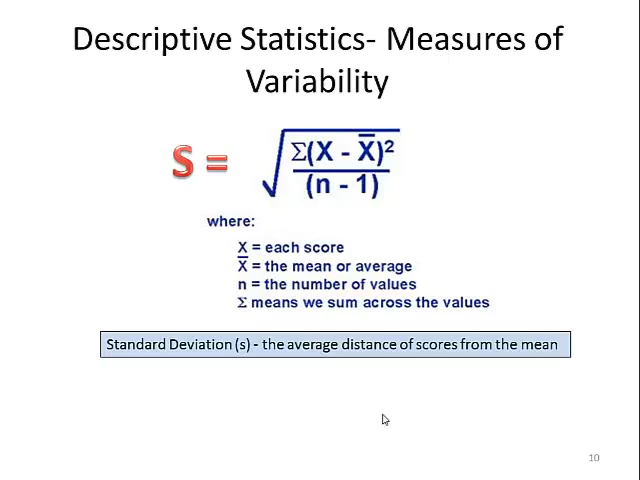 Descriptive Statistics- Measures of
Variability
S = √(Σ(X - X̅)² / (n - 1))
where:
X = each score
X̅ = the mean or average
n = the number of values
Σ means we sum across the values
Standard Deviation (s) - the average distance of scores from the mean
10